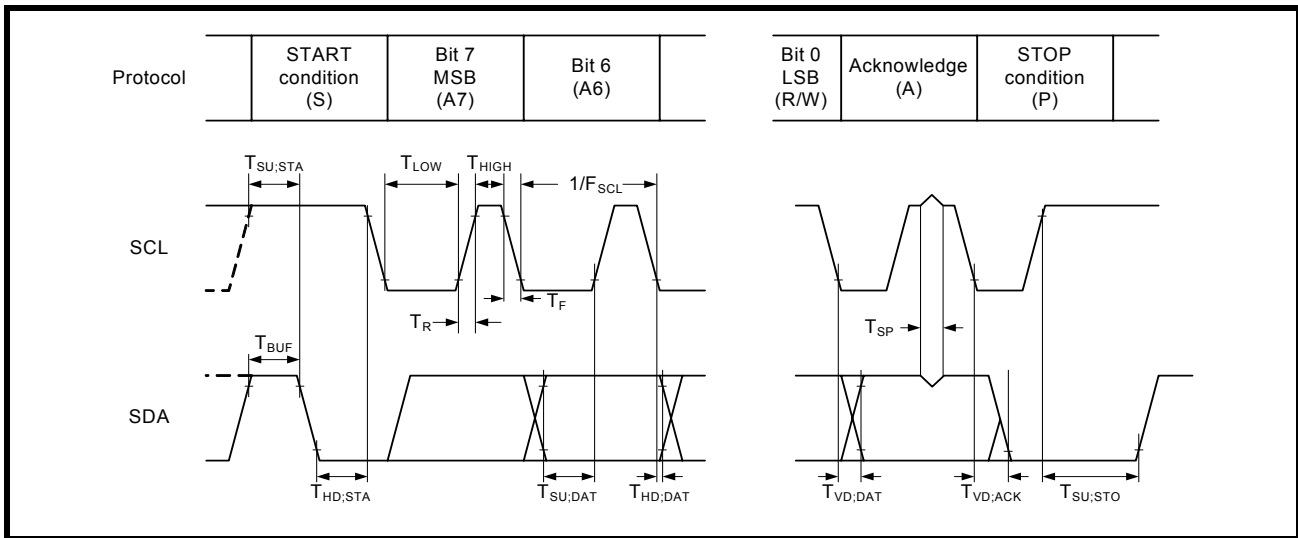 Protocol
START
condition
(S)
Bit 7
MSB
(A7)
Bit 6
(A6)
Bit 0
LSB
(R/W)
Acknowledge
(A)
STOP
condition
(P)
TSU;STA
TLOW
THIGH
1/FSCL
SCL
TR
TF
TSP
TBUF
SDA
THD;STA
TSU;DAT
THD;DAT
TVD;DAT
TVD;ACK
TSU;STO